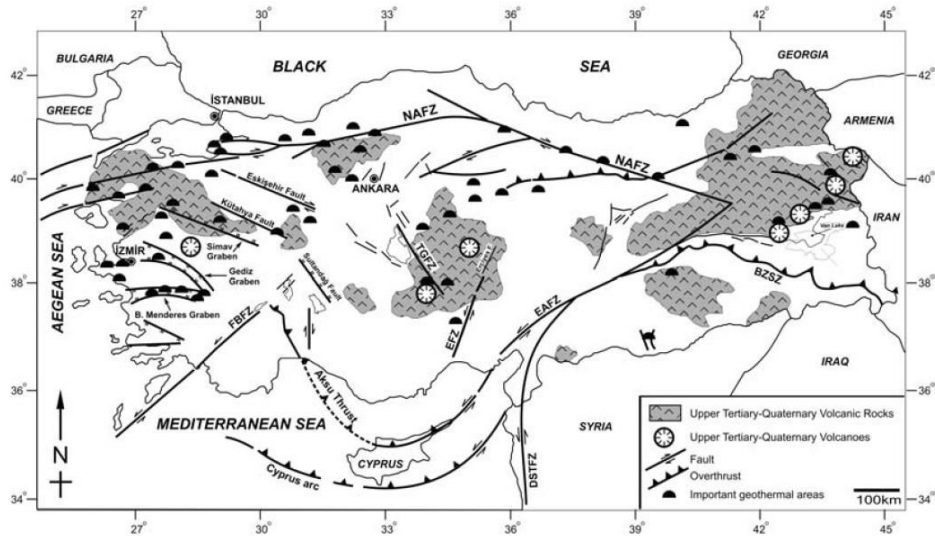 27° 30° 33° 36° 39° 42° 45°
BULGARIA
BLACK SEA
GEORGIA
42° 42°
GREECE
İSTANBUL
NAFZ
ARMENIA
NAFZ
40° 40°
ANKARA
Eskişehir Fault
Kütahya Fault
IRAN
Van Lake
Simav Graben
AEGEAN SEA
İZMİR
TGFZ
Gediz Graben
Sultandağ Fault
BZSZ
38° 38°
B. Menderes Graben
FBFZ
EFZ
EAFZ
IRAQ
36° 36°
Aksu Thrust
MEDITERRANEAN SEA
SYRIA
Upper Tertiary-Quaternary Volcanic Rocks
Upper Tertiary-Quaternary Volcanoes
CYPRUS
N
Cyprus arc
DSTFZ
Fault
Overthrust
Important geothermal areas
100km
34° 34°
27° 30° 33° 36° 39° 42° 45°